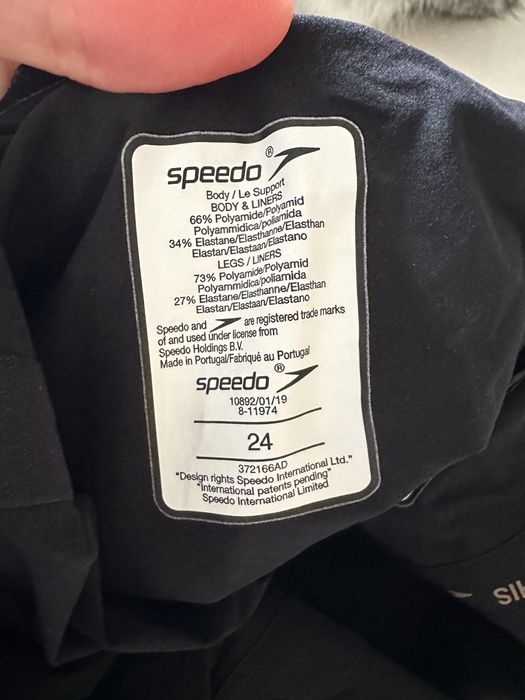 speedo®
Body / Le Support
BODY & LINERS
66% Polyamide/Polyamid
Polyammidica/poliamida
34% Elastane/Elasthanne/Elasthan
Elastan/Elastaan/Elastano
LEGS / LINERS
73% Polyamide/Polyamid
Polyammidica/poliamida
27% Elastane/Elasthanne/Elasthan
Elastan/Elastaan/Elastano
Speedo and are registered trade marks
of and used under license from
Speedo Holdings B.V.
Made in Portugal/Fabriqué au Portugal
speedo®
10892/01/19
8-11974
24
372166AD
"Design rights Speedo International Ltd."
"International patents pending"
Speedo International Limited